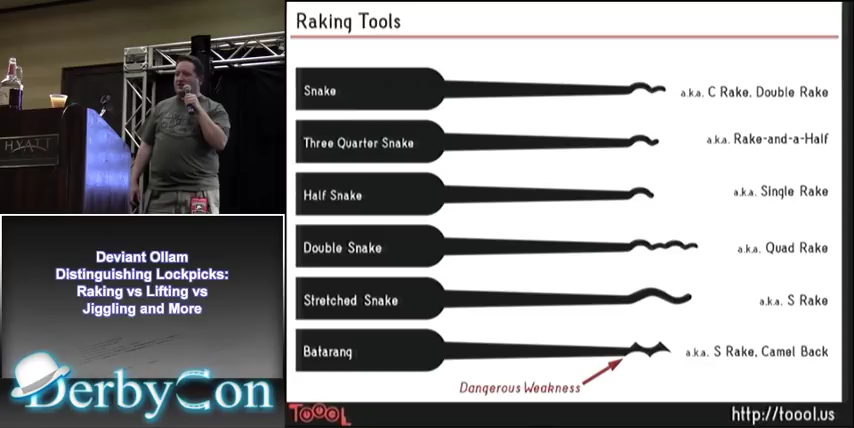 Raking Tools
Snake
a.k.a. C Rake, Double Rake
Three Quarter Snake
a.k.a. Rake-and-a-Half
Half Snake
a.k.a. Single Rake
Double Snake
a.k.a. Quad Rake
Stretched Snake
a.k.a. S Rake
Batarang
a.k.a. S Rake, Camel Back
Dangerous Weakness
TOOOL
http://toool.us
HYATT
Deviant Ollam
Distinguishing Lockpicks:
Raking vs Lifting vs
Jiggling and More
DerbyCon